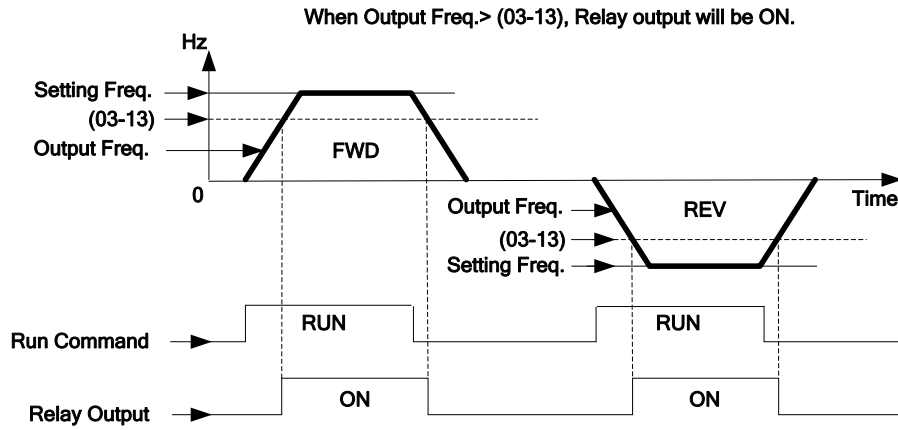 When Output Freq.> (03-13), Relay output will be ON.
Hz
Setting Freq.
(03-13)
Output Freq.
FWD
0
Time
Output Freq.
REV
(03-13)
Setting Freq.
Run Command
RUN
RUN
Relay Output
ON
ON